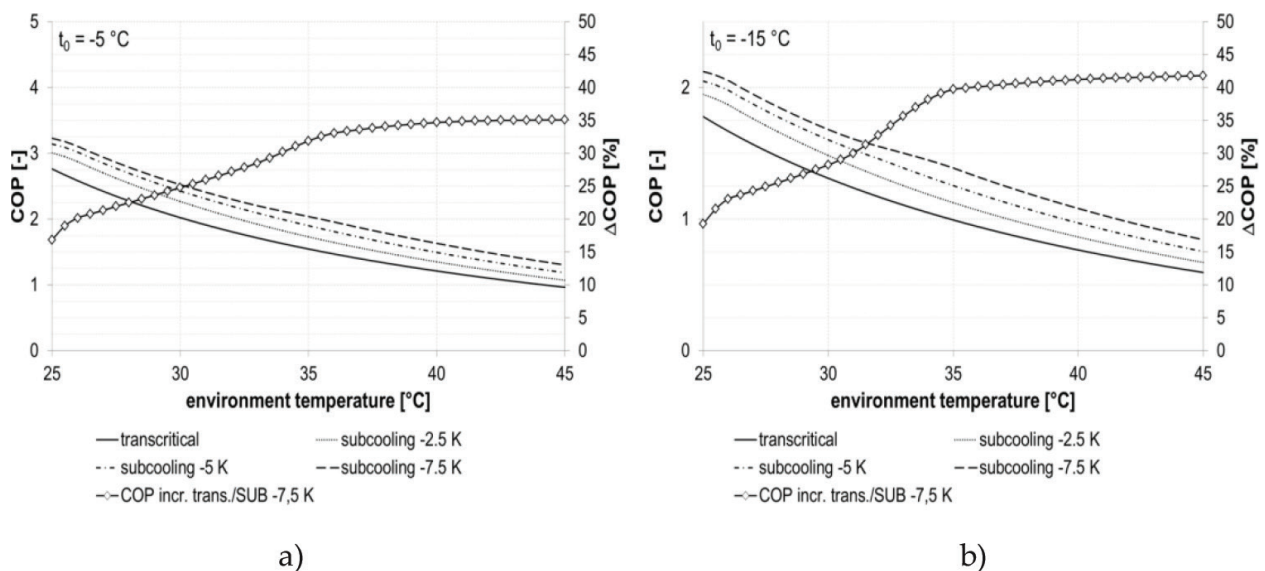 t0 = -5 °C
COP [-]
5
4
3
2
1
0
50
45
40
35
30
25
20
15
10
5
0
ΔCOP [%]
25 30 35 40 45
environment temperature [°C]
transcritical subcooling -2.5 K
subcooling -5 K subcooling -7.5 K
COP incr. trans./SUB -7,5 K
a)
t0 = -15 °C
COP [-]
2
1
0
50
45
40
35
30
25
20
15
10
5
0
ΔCOP [%]
25 30 35 40 45
environment temperature [°C]
transcritical subcooling -2.5 K
subcooling -5 K subcooling -7.5 K
COP incr. trans./SUB -7,5 K
b)